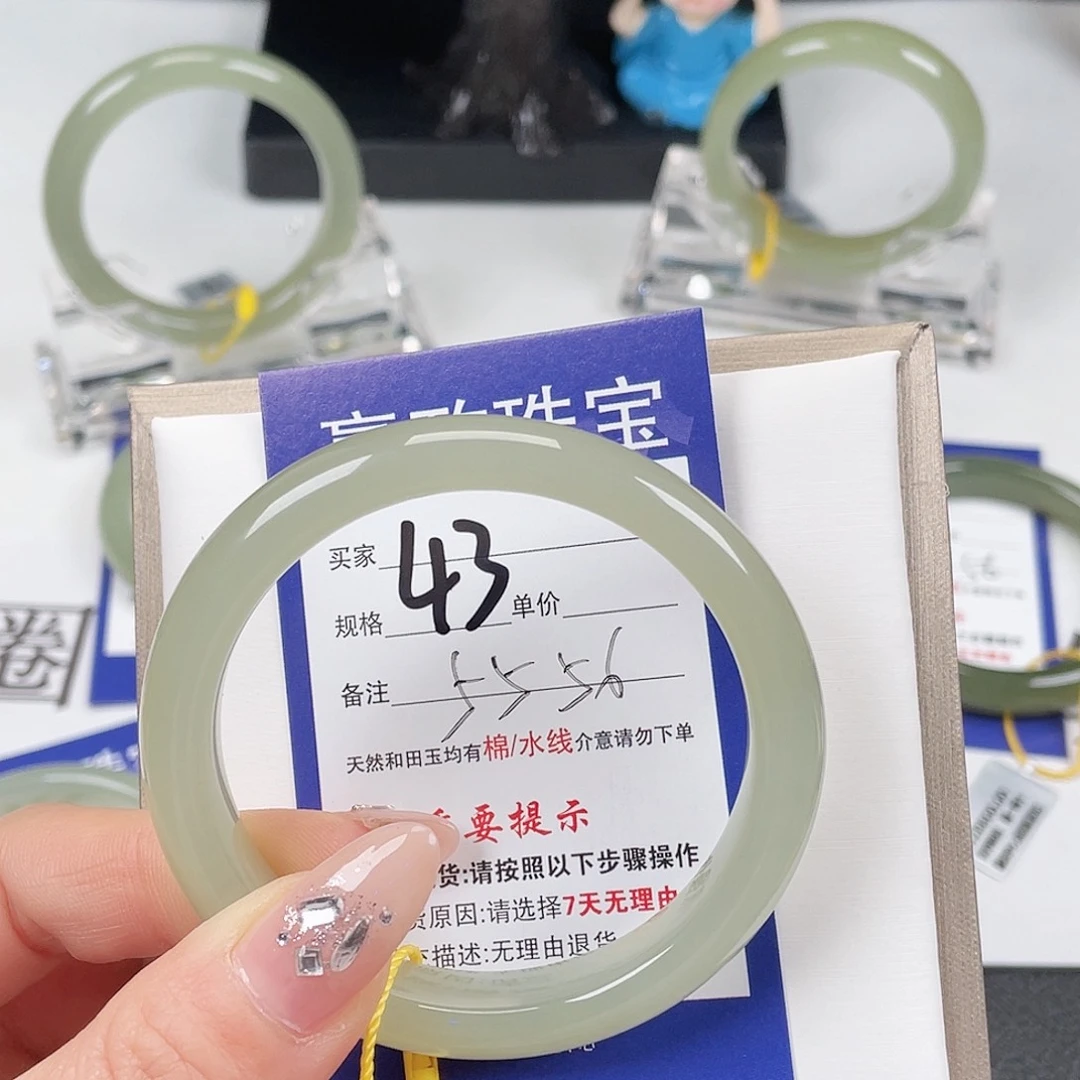 珠宝
买家 43
规格 单价
备注 55 56
天然和田玉均有棉/水线介意请勿下单
要提示
货:请按照以下步骤操作
原因:请选择7天无理由
描述:无理由退货
圈